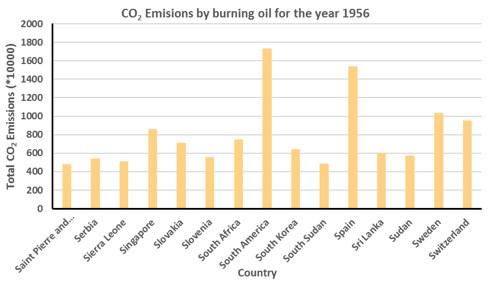 CO₂ Emisions by burning oil for the year 1956
Total CO₂ Emissions (*10000)
2000
1800
1600
1400
1200
1000
800
600
400
200
0
Saint Pierre and...
Serbia
Sierra Leone
Singapore
Slovakia
Slovenia
South Africa
South America
South Korea
South Sudan
Spain
Sri Lanka
Sudan
Sweden
Switzerland
Country